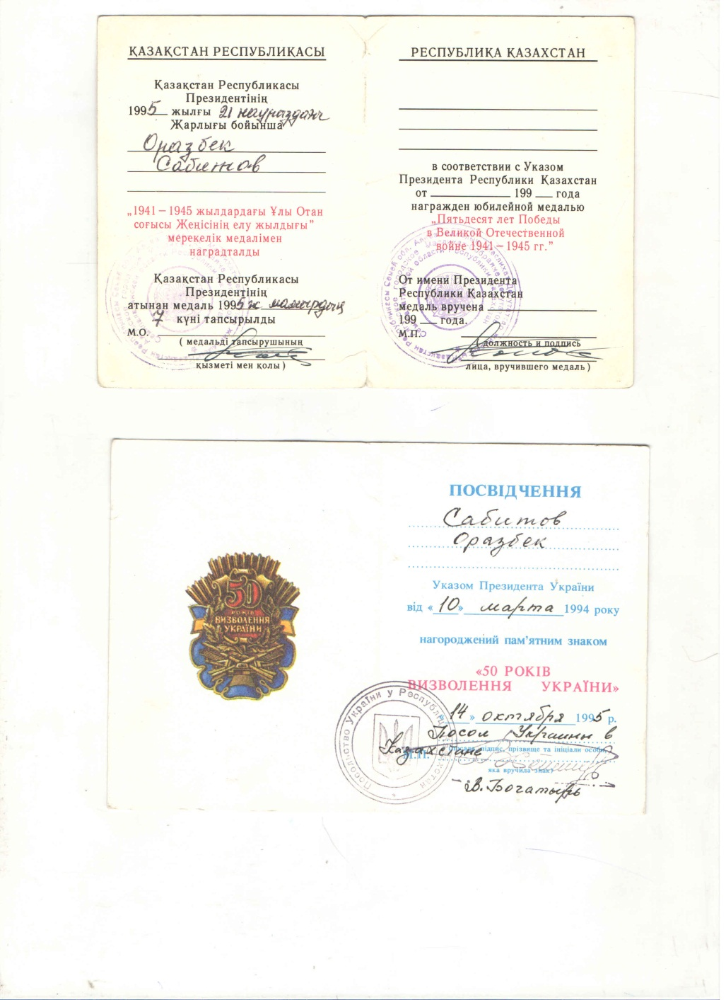 ҚАЗАҚСТАН РЕСПУБЛИКАСЫ
Қазақстан Республикасы
Президентінің
1995 жылғы 21 наурыздағы
Жарлығы бойынша
Оразбек
Сабитов
„1941 – 1945 жылдардағы Ұлы Отан
соғысы Жеңісінің елу жылдығы”
мерекелік медалімен
наградталды
Қазақстан Республикасы
Президентінің
атынан медаль 1995 ж мамырдың
7 күні тапсырылды
М.О.
( медальді тапсырушының
қызметі мен қолы )
РЕСПУБЛИКА КАЗАХСТАН
в соответствии с Указом
Президента Республики Казахстан
от 199 года
награжден юбилейной медалью
„Пятьдесят лет Победы
в Великой Отечественной
войне 1941 – 1945 гг.”
От имени Президента
Республики Казахстан
медаль вручена
199 года.
М.П.
( должность и подпись
лица, вручившего медаль )
50
РОКІВ
ВИЗВОЛЕННЯ
УКРАЇНИ
ПОСВІДЧЕННЯ
Сабитов
Оразбек
Указом Президента України
від «10» марта 1994 року
нагороджений пам’ятним знаком
«50 РОКІВ
ВИЗВОЛЕННЯ УКРАЇНИ»
«14» октября 1995 р.
Посол Украины в
Казахстане
М.П.
підпис, прізвище та ініціали особи,
яка вручила знак)
В. Богатырь
Посольство України у Республіці